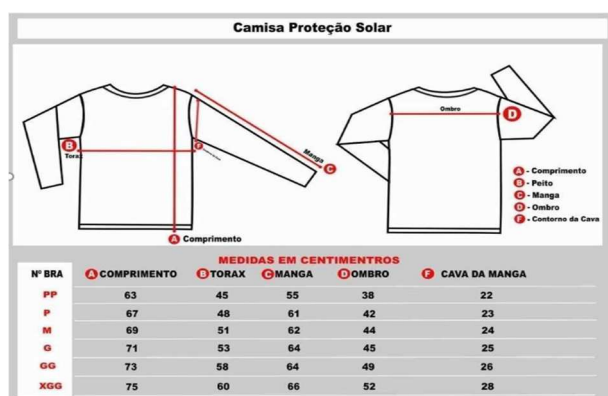 Camisa Proteção Solar
Ombro
B
D
Torax
F
Manga
C
A - Comprimento
B - Peito
C - Manga
D - Ombro
F - Contorno da Cava
A Comprimento
MEDIDAS EM CENTIMENTROS
Nº BRA A COMPRIMENTO B TORAX C MANGA D OMBRO F CAVA DA MANGA
PP 63 45 55 38 22
P 67 48 61 42 23
M 69 51 62 44 24
G 71 53 64 45 25
GG 73 58 64 49 26
XGG 75 60 66 52 28